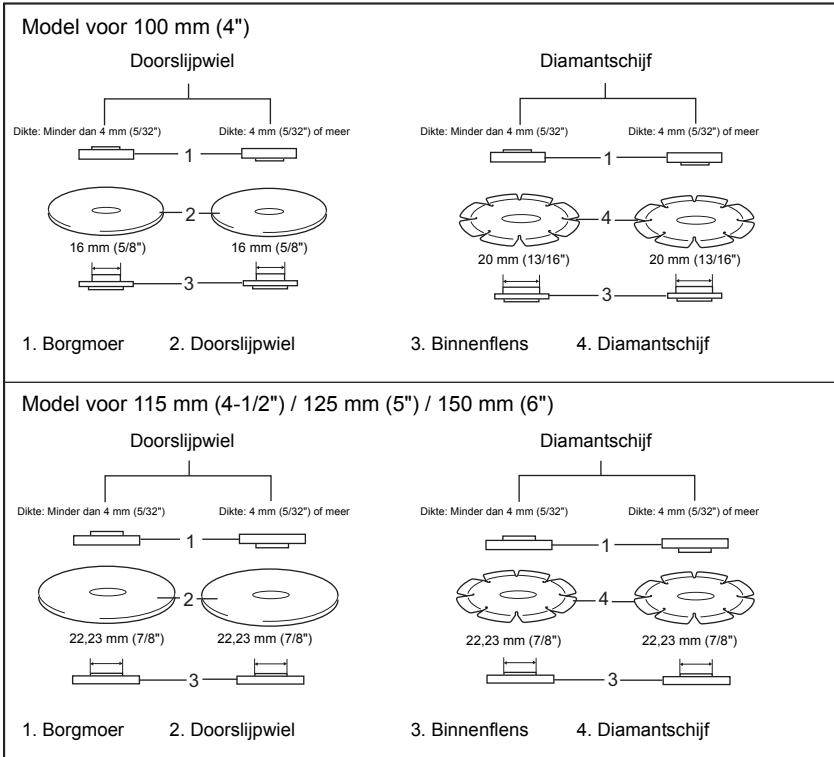 Model voor 100 mm (4")
Doorslijpwiel Diamantschijf
Dikte: Minder dan 4 mm (5/32") Dikte: 4 mm (5/32") of meer Dikte: Minder dan 4 mm (5/32") Dikte: 4 mm (5/32") of meer
1 1
2 4
16 mm (5/8") 16 mm (5/8") 20 mm (13/16") 20 mm (13/16")
3 3
1. Borgmoer 2. Doorslijpwiel 3. Binnenflens 4. Diamantschijf
Model voor 115 mm (4-1/2") / 125 mm (5") / 150 mm (6")
Doorslijpwiel Diamantschijf
Dikte: Minder dan 4 mm (5/32") Dikte: 4 mm (5/32") of meer Dikte: Minder dan 4 mm (5/32") Dikte: 4 mm (5/32") of meer
1 1
2 4
22,23 mm (7/8") 22,23 mm (7/8") 22,23 mm (7/8") 22,23 mm (7/8")
3 3
1. Borgmoer 2. Doorslijpwiel 3. Binnenflens 4. Diamantschijf